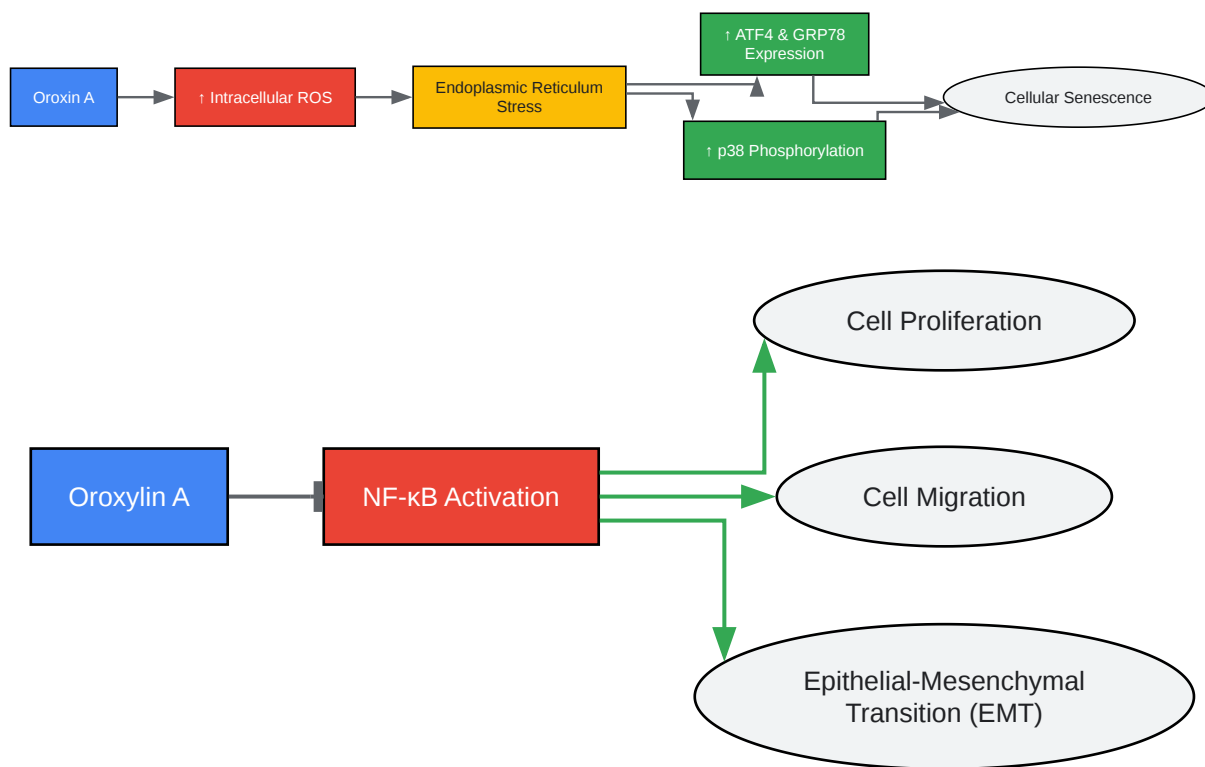 Oroxin A
↑ Intracellular ROS
Endoplasmic Reticulum
Stress
↑ ATF4 & GRP78
Expression
↑ p38 Phosphorylation
Cellular Senescence
Oroxylin A
NF-κB Activation
Cell Proliferation
Cell Migration
Epithelial-Mesenchymal
Transition (EMT)